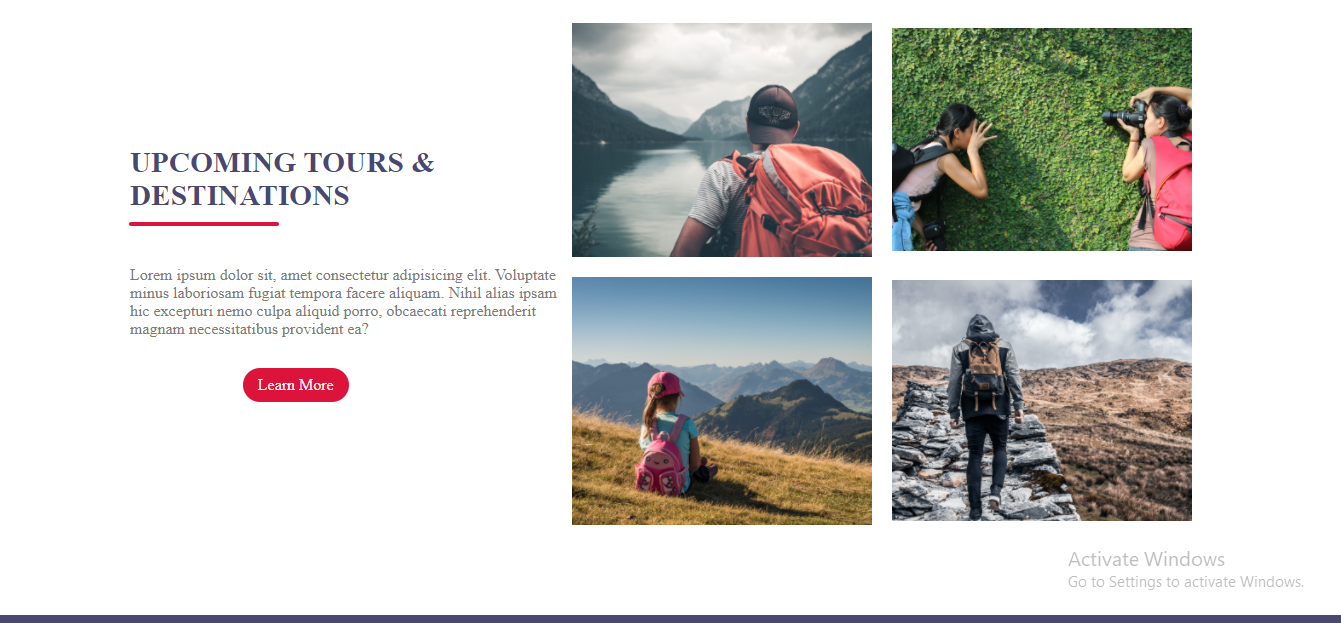 UPCOMING TOURS &
DESTINATIONS
Lorem ipsum dolor sit, amet consectetur adipisicing elit. Voluptate
minus laboriosam fugiat tempora facere aliquam. Nihil alias ipsam
hic excepturi nemo culpa aliquid porro, obcaecati reprehenderit
magnam necessitatibus provident ea?
Learn More
Activate Windows
Go to Settings to activate Windows.